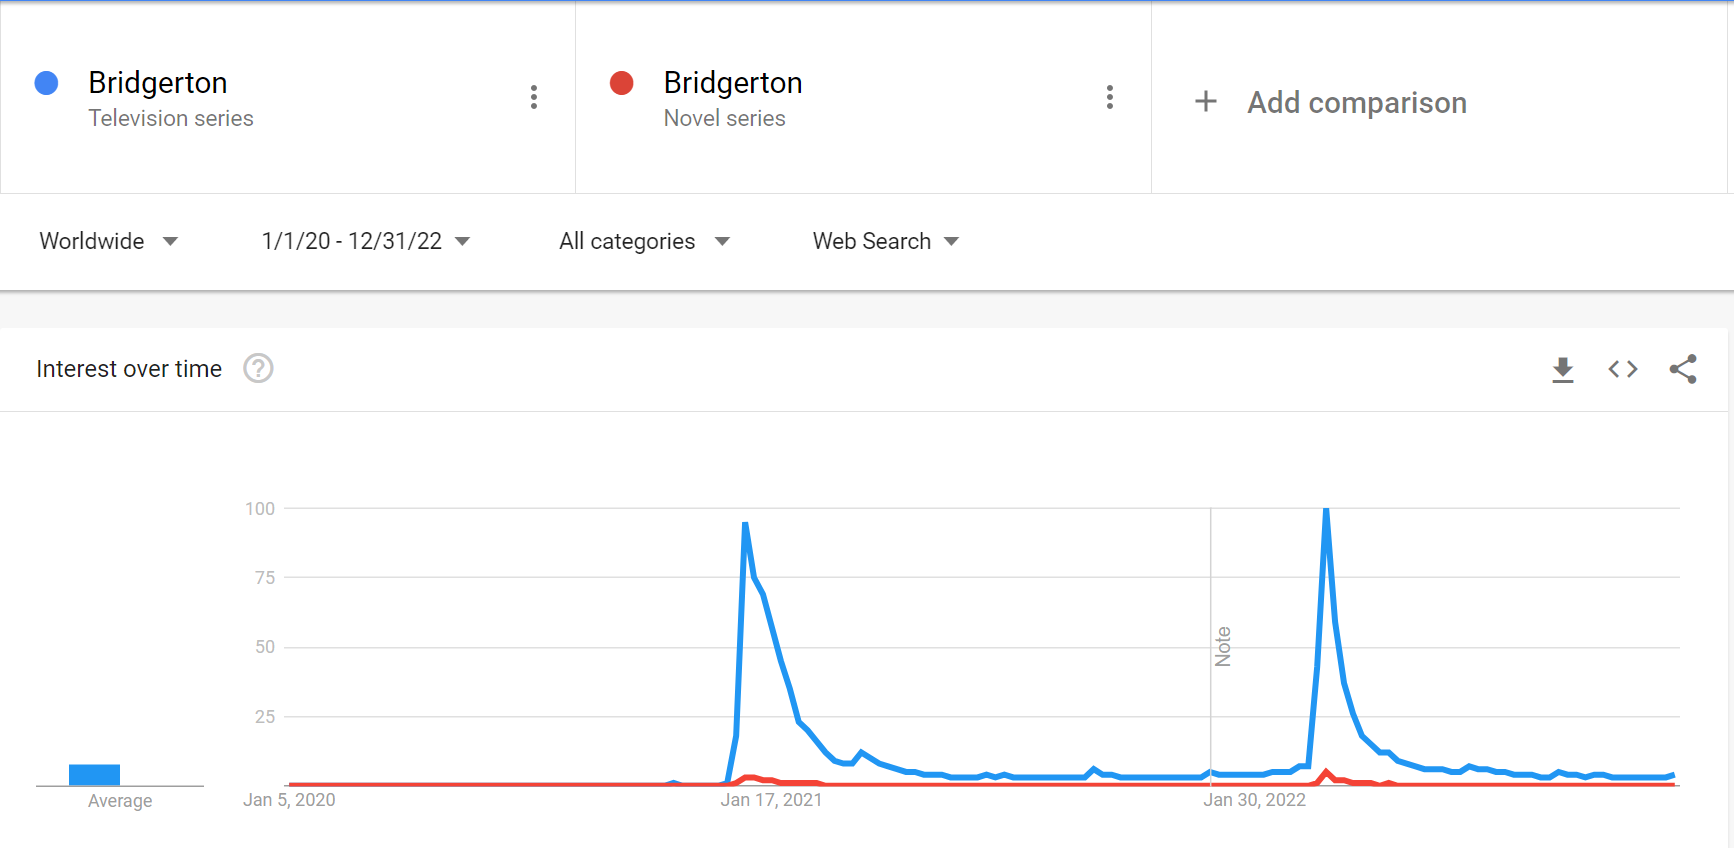 Bridgerton
Television series
Bridgerton
Novel series
+ Add comparison
Worldwide
1/1/20 - 12/31/22
All categories
Web Search
Interest over time ?
100
75
50
25
Note
Average
Jan 5, 2020
Jan 17, 2021
Jan 30, 2022